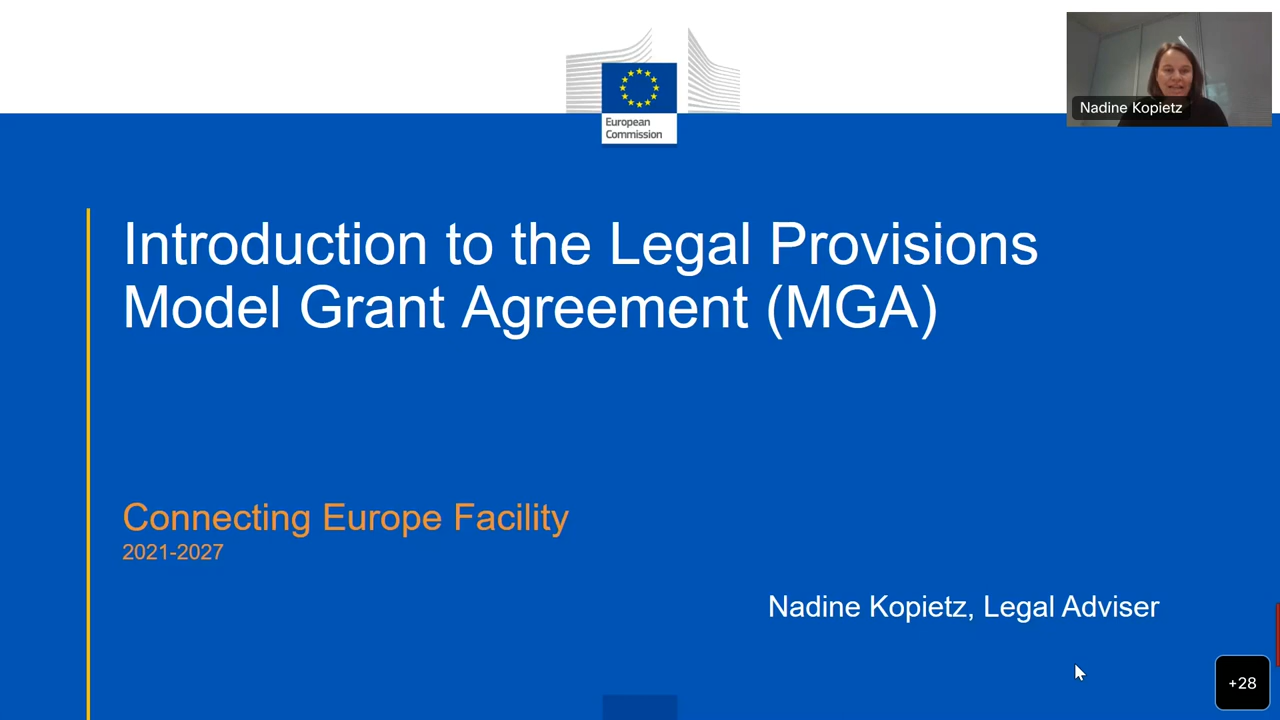 European
Commission
Nadine Kopietz
Introduction to the Legal Provisions
Model Grant Agreement (MGA)
Connecting Europe Facility
2021-2027
Nadine Kopietz, Legal Adviser
+28